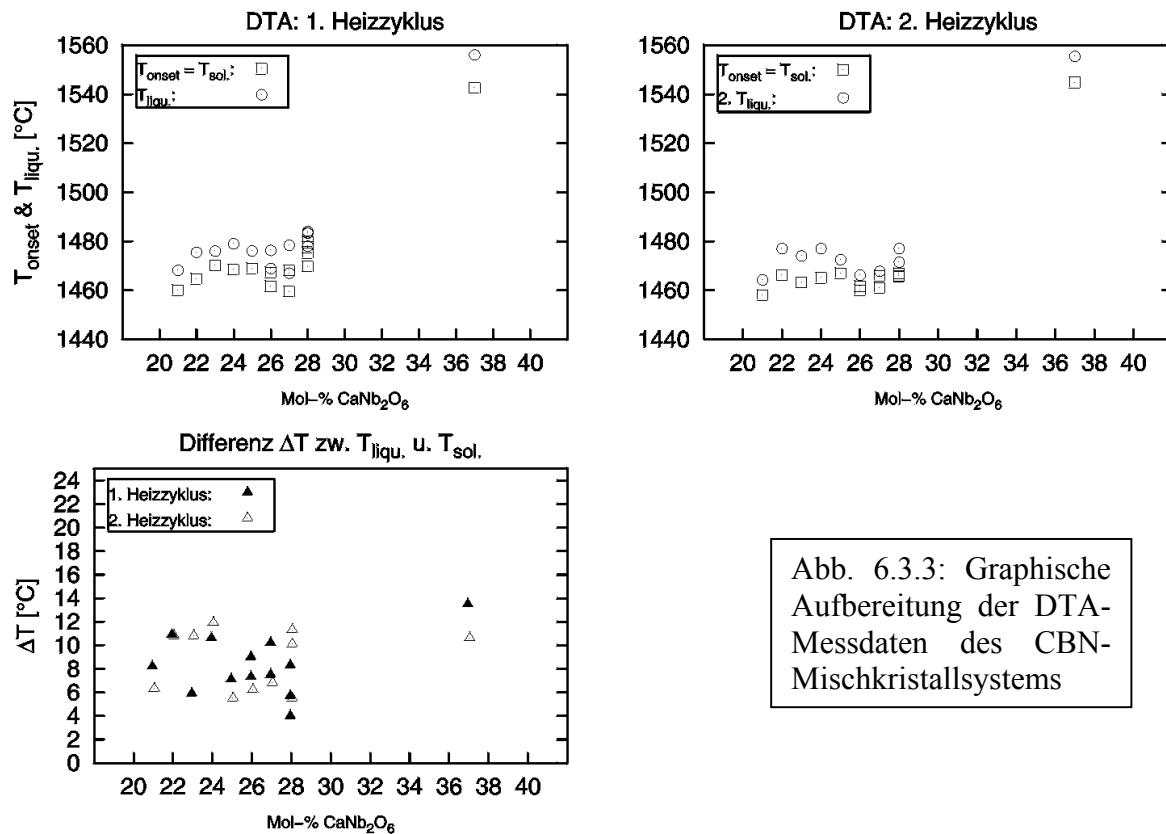 DTA: 1. Heizzyklus
1560
1540
1520
1500
1480
1460
1440
T_onset & T_liqu. [°C]
T_onset = T_sol.:
T_liqu.:
20 22 24 26 28 30 32 34 36 38 40
Mol–% CaNb₂O₆
DTA: 2. Heizzyklus
1560
1540
1520
1500
1480
1460
1440
T_onset = T_sol.:
2. T_liqu.:
20 22 24 26 28 30 32 34 36 38 40
Mol–% CaNb₂O₆
Differenz ΔT zw. T_liqu. u. T_sol.
24
22
20
18
16
14
12
10
8
6
4
2
0
ΔT [°C]
1. Heizzyklus:
2. Heizzyklus:
20 22 24 26 28 30 32 34 36 38 40
Mol–% CaNb₂O₆
Abb. 6.3.3: Graphische
Aufbereitung der DTA-
Messdaten des CBN-
Mischkristallsystems